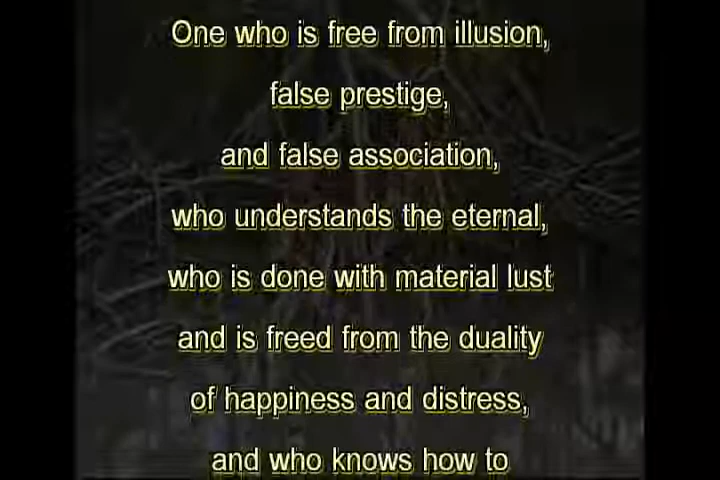 One who is free from illusion,
false prestige,
and false association,
who understands the eternal,
who is done with material lust
and is freed from the duality
of happiness and distress,
and who knows how to